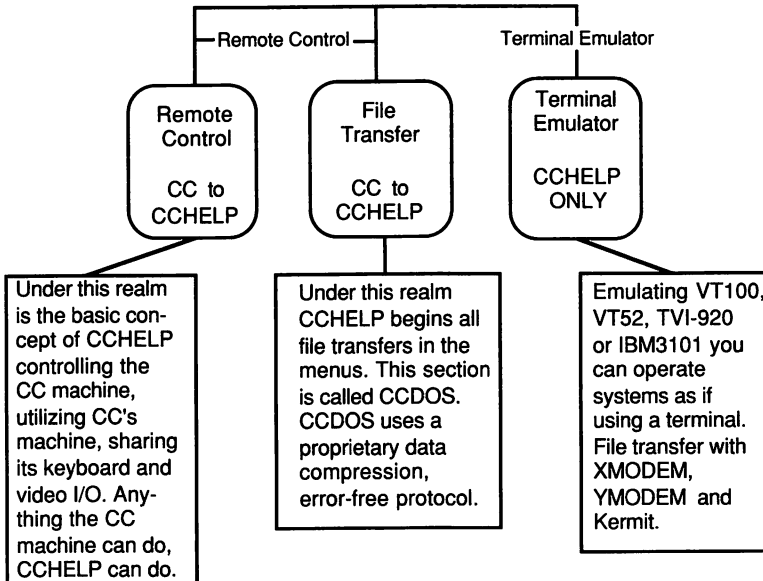 Remote Control
Terminal Emulator
Remote
Control
CC to
CCHELP
File
Transfer
CC to
CCHELP
Terminal
Emulator
CCHELP
ONLY
Under this realm
is the basic con-
cept of CCHELP
controlling the
CC machine,
utilizing CC's
machine, sharing
its keyboard and
video I/O. Any-
thing the CC
machine can do,
CCHELP can do.
Under this realm
CCHELP begins all
file transfers in the
menus. This section
is called CCDOS.
CCDOS uses a
proprietary data
compression,
error-free protocol.
Emulating VT100,
VT52, TVI-920
or IBM3101 you
can operate
systems as if
using a terminal.
File transfer with
XMODEM,
YMODEM and
Kermit.